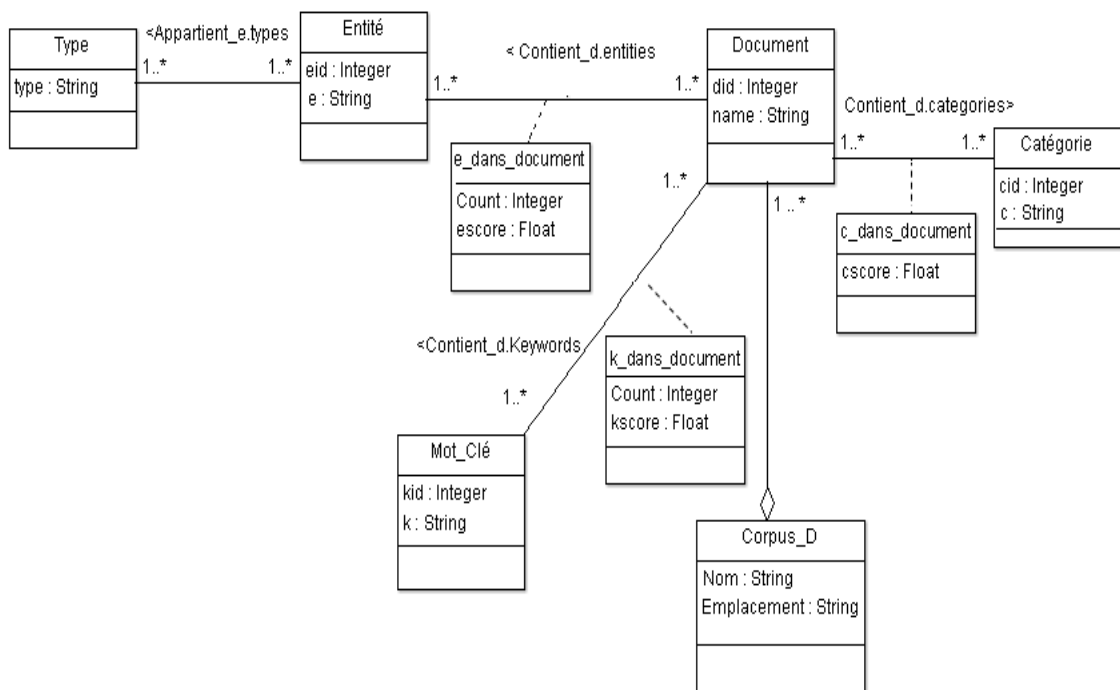 Type
type : String
<Appartient_e.types
1..*
1..*
Entité
eid : Integer
e : String
< Contient_d.entities
1..*
1..*
Document
did : Integer
name : String
Contient_d.categories>
1..*
1..*
Catégorie
cid : Integer
c : String
e_dans_document
Count : Integer
escore : Float
c_dans_document
cscore : Float
1..*
1 ..*
<Contient_d.Keywords
1..*
k_dans_document
Count : Integer
kscore : Float
Mot_Clé
kid : Integer
k : String
Corpus_D
Nom : String
Emplacement : String